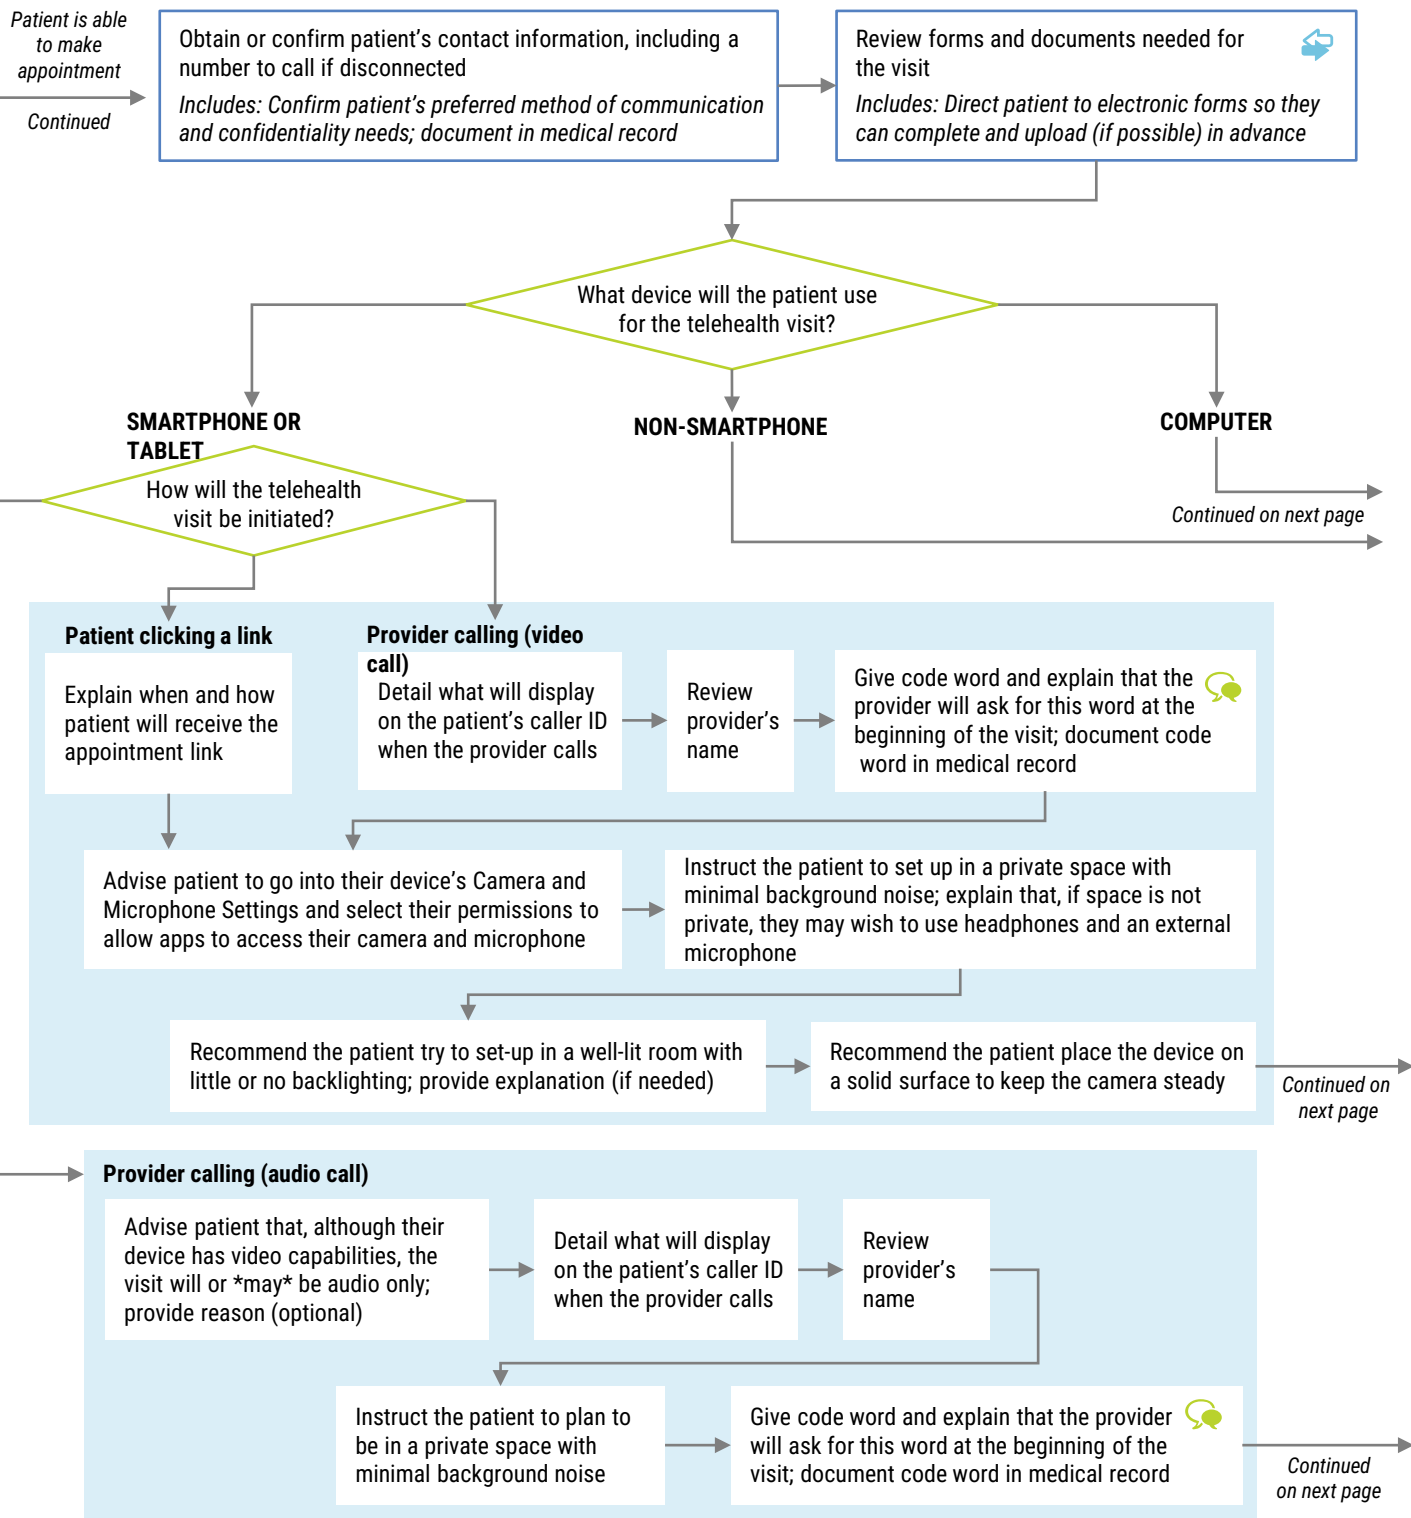 Patient is able
to make
appointment
Continued
Obtain or confirm patient's contact information, including a
number to call if disconnected
Includes: Confirm patient's preferred method of communication
and confidentiality needs; document in medical record
Review forms and documents needed for
the visit
Includes: Direct patient to electronic forms so they
can complete and upload (if possible) in advance
What device will the patient use
for the telehealth visit?
SMARTPHONE OR
TABLET
NON-SMARTPHONE
COMPUTER
How will the telehealth
visit be initiated?
Continued on next page
Patient clicking a link
Explain when and how
patient will receive the
appointment link
Provider calling (video
call)
Detail what will display
on the patient's caller ID
when the provider calls
Review
provider's
name
Give code word and explain that the
provider will ask for this word at the
beginning of the visit; document code
word in medical record
Advise patient to go into their device's Camera and
Microphone Settings and select their permissions to
allow apps to access their camera and microphone
Instruct the patient to set up in a private space with
minimal background noise; explain that, if space is not
private, they may wish to use headphones and an external
microphone
Recommend the patient try to set-up in a well-lit room with
little or no backlighting; provide explanation (if needed)
Recommend the patient place the device on
a solid surface to keep the camera steady
Continued on
next page
Provider calling (audio call)
Advise patient that, although their
device has video capabilities, the
visit will or *may* be audio only;
provide reason (optional)
Detail what will display
on the patient's caller ID
when the provider calls
Review
provider's
name
Instruct the patient to plan to
be in a private space with
minimal background noise
Give code word and explain that the provider
will ask for this word at the beginning of the
visit; document code word in medical record
Continued
on next page